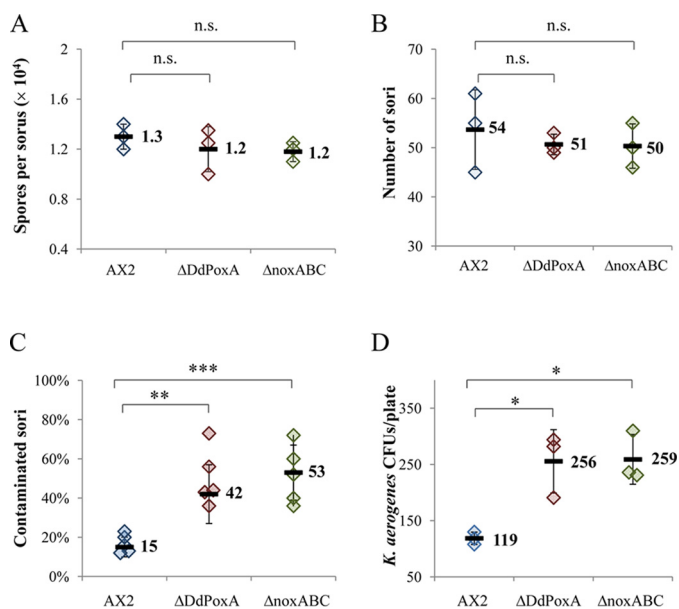 A
n.s.
n.s.
Spores per sorus (× 10⁴)
2
1.6
1.2
0.8
0.4
1.3
1.2
1.2
AX2
ΔDdPoxA
ΔnoxABC
B
n.s.
n.s.
Number of sori
70
60
50
40
30
54
51
50
AX2
ΔDdPoxA
ΔnoxABC
C
***
**
Contaminated sori
100%
80%
60%
40%
20%
0%
15
42
53
AX2
ΔDdPoxA
ΔnoxABC
D
*
*
K. aerogenes CFUs/plate
350
250
150
50
119
256
259
AX2
ΔDdPoxA
ΔnoxABC